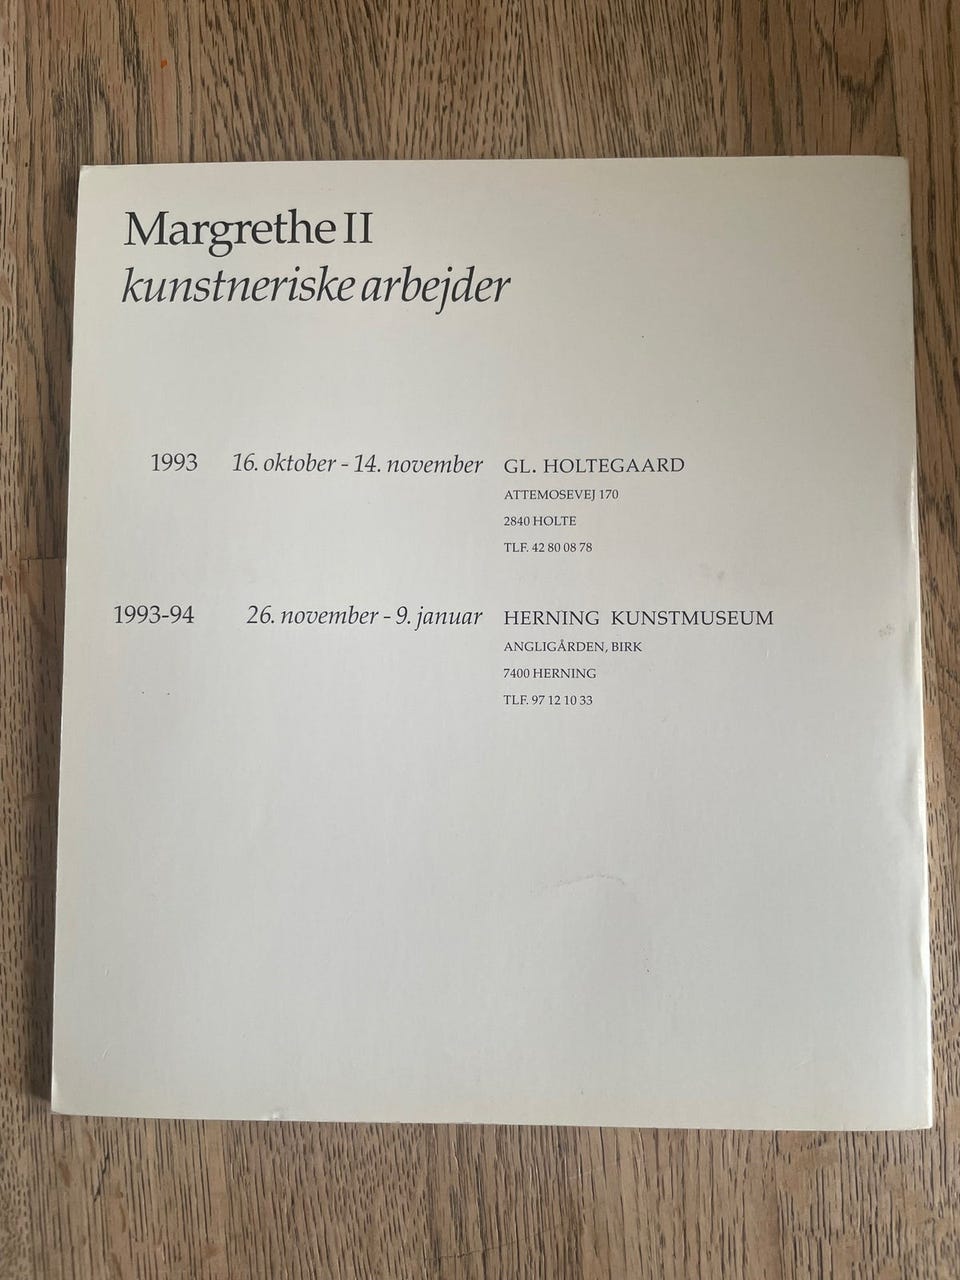 Margrethe II
kunstneriske arbejder
1993 16. oktober - 14. november GL. HOLTEGAARD
ATTEMOSEVEJ 170
2840 HOLTE
TLF. 42 80 08 78
1993-94 26. november - 9. januar HERNING KUNSTMUSEUM
ANGLIGÅRDEN, BIRK
7400 HERNING
TLF. 97 12 10 33